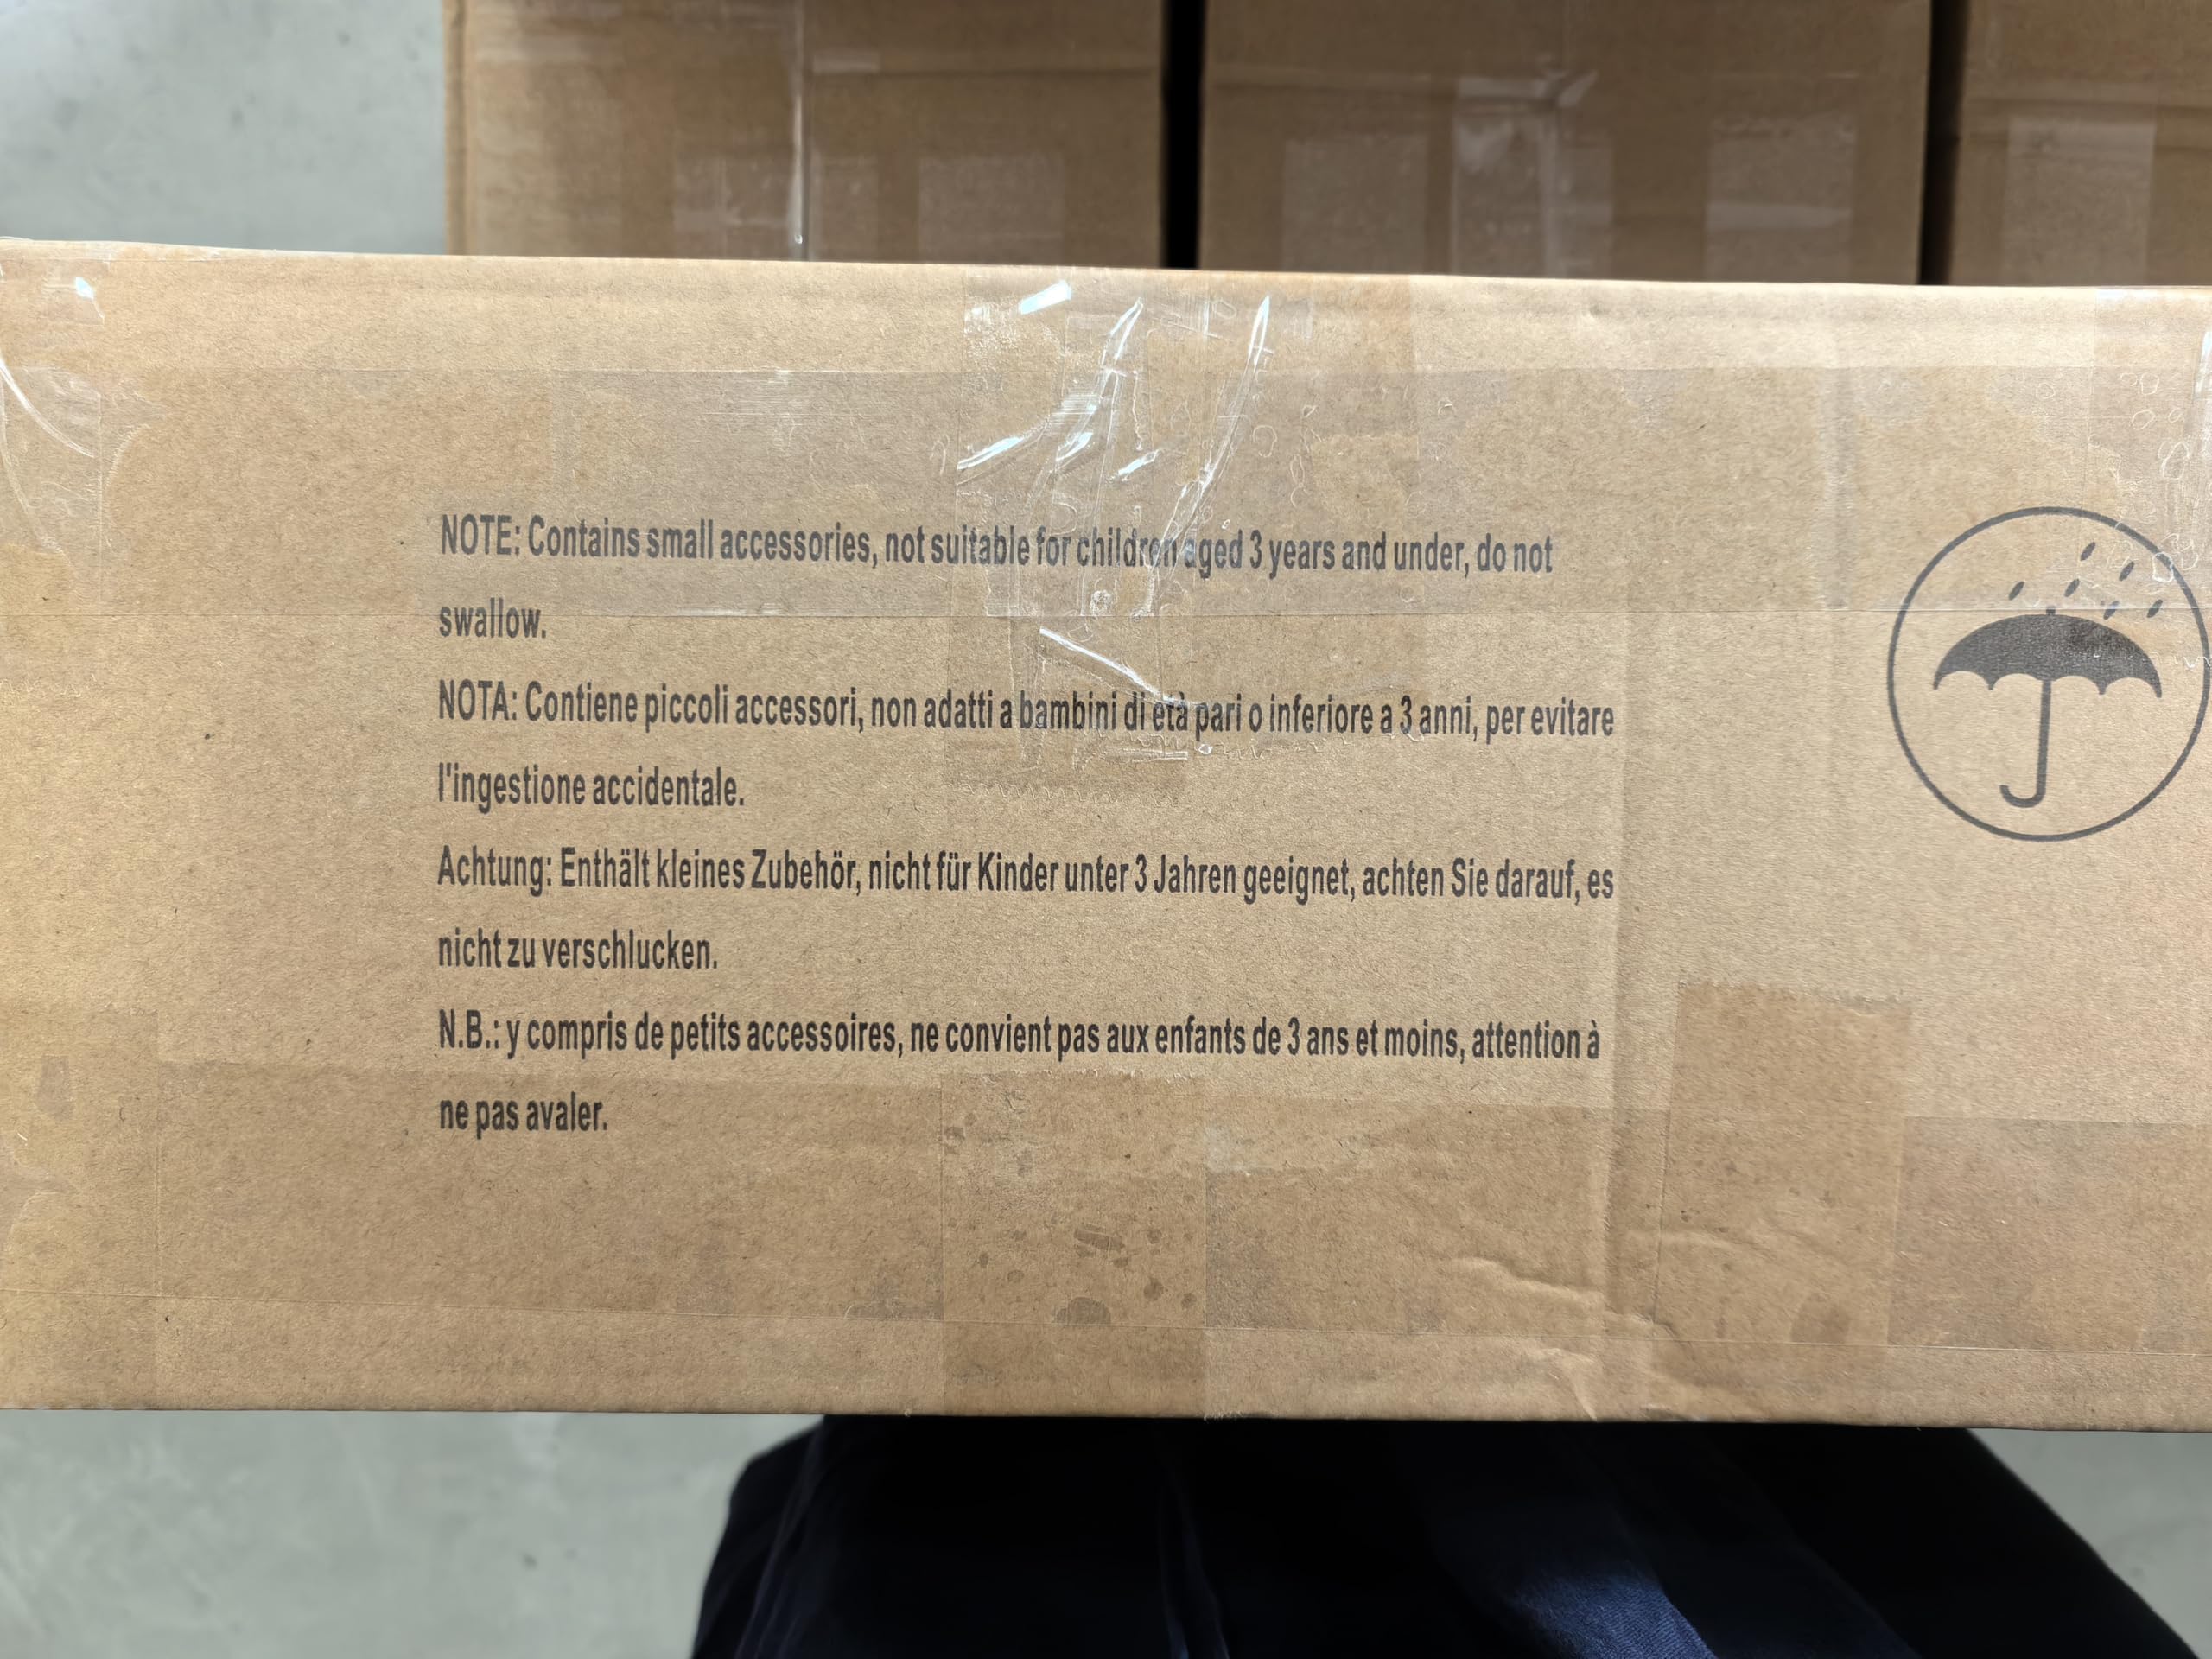 NOTE: Contains small accessories, not suitable for children aged 3 years and under, do not
swallow.
NOTA: Contiene piccoli accessori, non adatti a bambini di età pari o inferiore a 3 anni, per evitare
l'ingestione accidentale.
Achtung: Enthält kleines Zubehör, nicht für Kinder unter 3 Jahren geeignet, achten Sie darauf, es
nicht zu verschlucken.
N.B.: y compris de petits accessoires, ne convient pas aux enfants de 3 ans et moins, attention à
ne pas avaler.